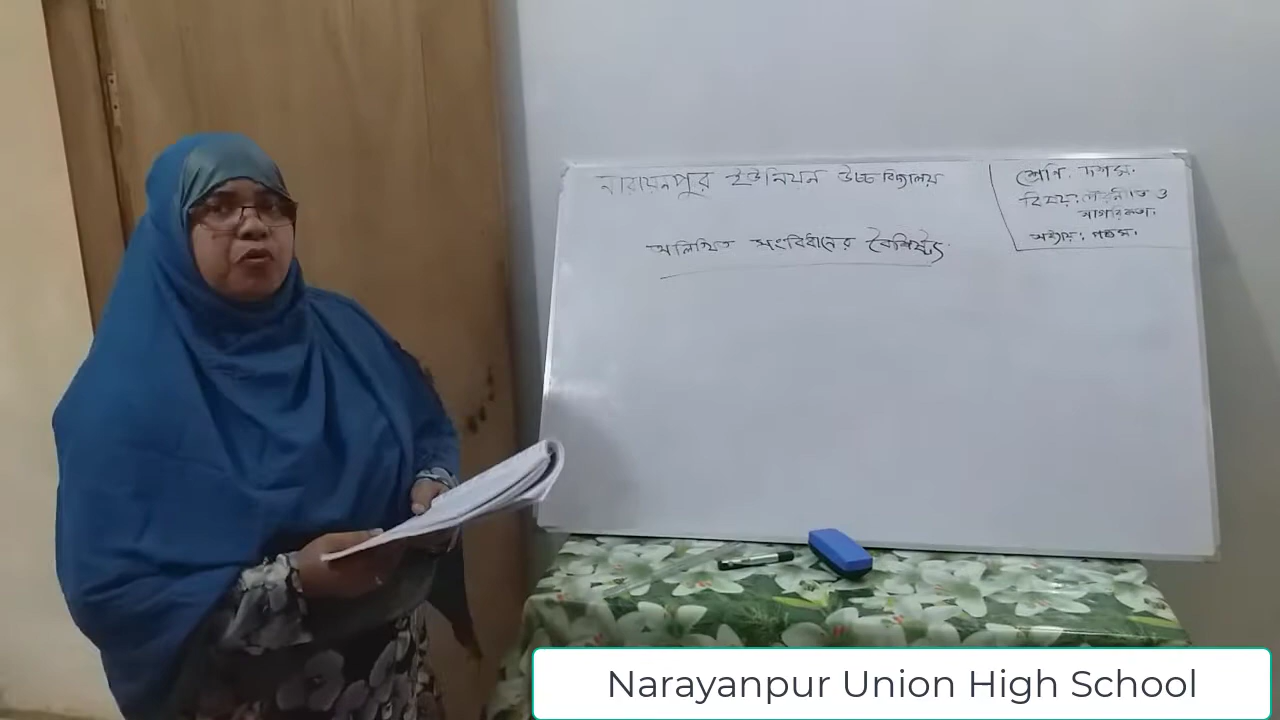 নারায়নপুর ইউনিয়ন উচ্চ বিদ্যালয়
শ্রেণি: দশম.
বিষয়: পৌরনীতি ও
নাগরিকতা.
অধ্যায়: পঞ্চম.
অলিখিত সংবিধানের বৈশিষ্ট্য
Narayanpur Union High School